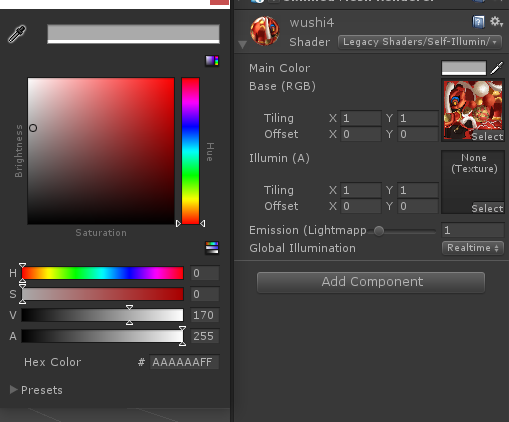 wushi4
Shader Legacy Shaders/Self-Illumin/
Main Color
Base (RGB)
Tiling X 1 Y 1
Offset X 0 Y 0
Select
Illumin (A)
None
(Texture)
Tiling X 1 Y 1
Offset X 0 Y 0
Select
Emission (Lightmapp 1
Global Illumination Realtime
Add Component
Brightness
Hue
Saturation
H 0
S 0
V 170
A 255
Hex Color # AAAAAAFF
Presets